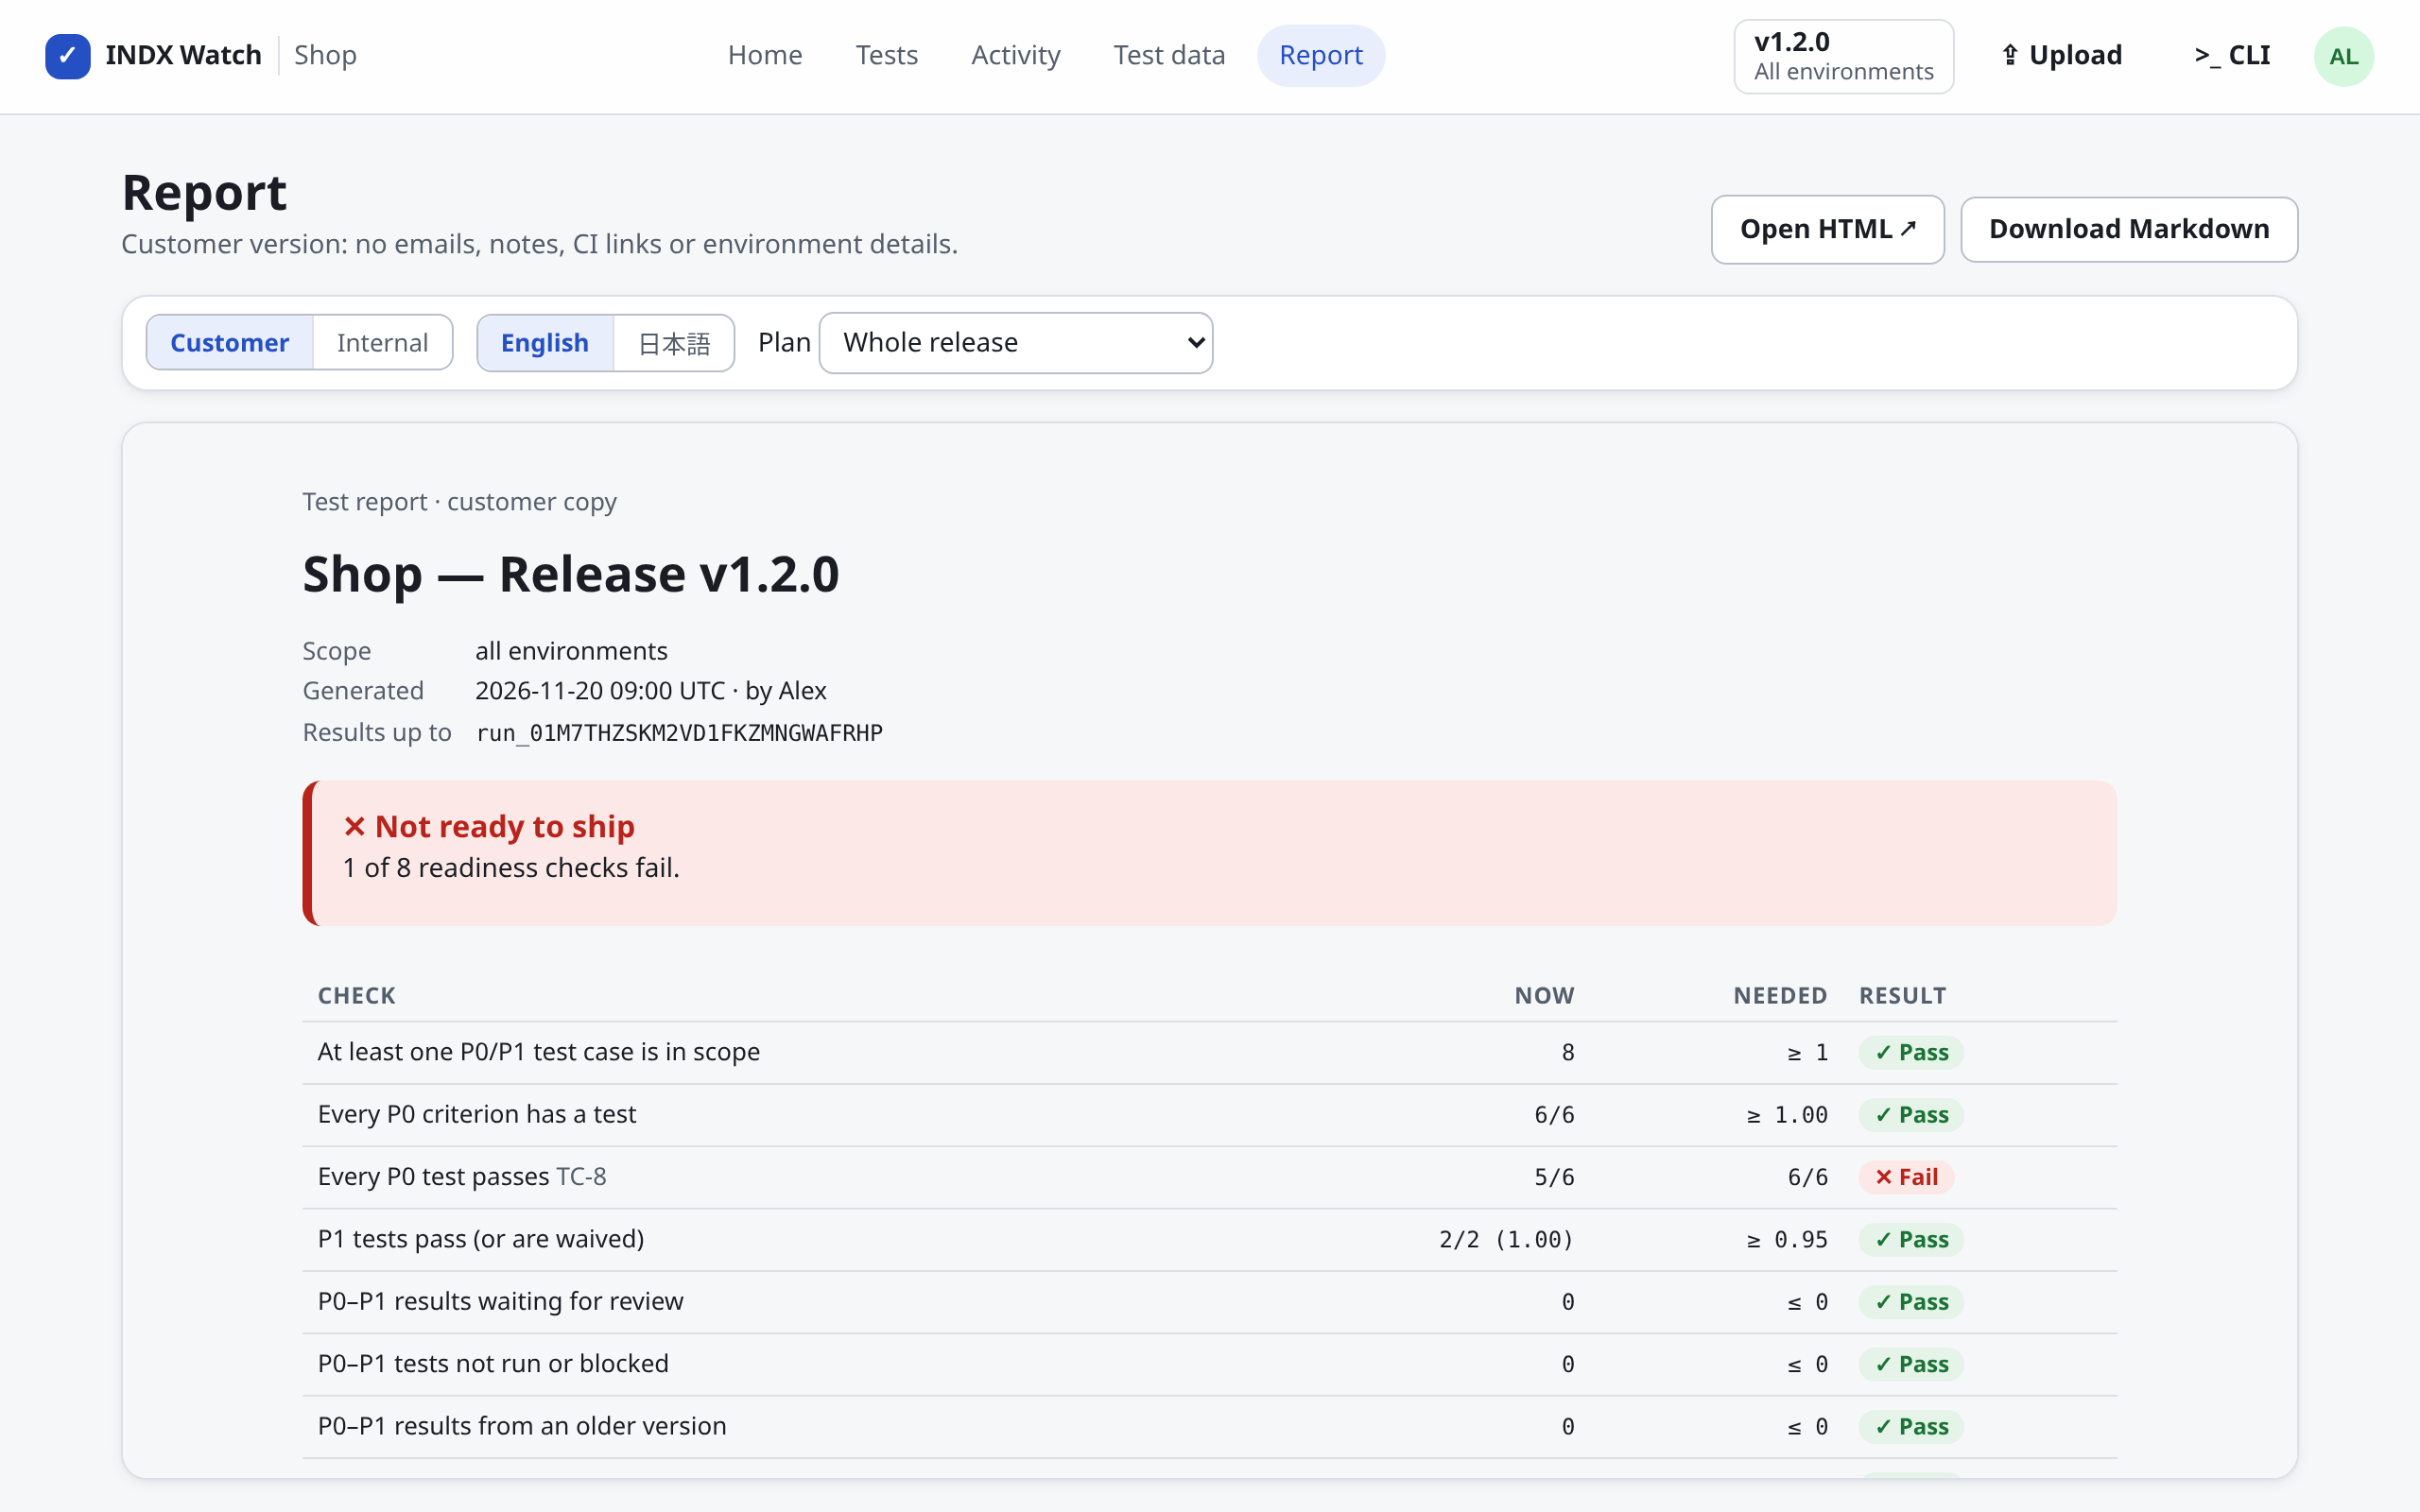 ✓ INDX Watch Shop Home Tests Activity Test data Report v1.2.0 All environments ⇪ Upload >_ CLI AL
Report
Customer version: no emails, notes, CI links or environment details.
Open HTML ↗ Download Markdown
Customer Internal English 日本語 Plan Whole release
Test report · customer copy
Shop — Release v1.2.0
Scope all environments
Generated 2026-11-20 09:00 UTC · by Alex
Results up to run_01M7THZSKM2VD1FKZMNGWAFRHP
✕ Not ready to ship
1 of 8 readiness checks fail.
CHECK NOW NEEDED RESULT
At least one P0/P1 test case is in scope 8 ≥ 1 ✓ Pass
Every P0 criterion has a test 6/6 ≥ 1.00 ✓ Pass
Every P0 test passes TC-8 5/6 6/6 ✕ Fail
P1 tests pass (or are waived) 2/2 (1.00) ≥ 0.95 ✓ Pass
P0–P1 results waiting for review 0 ≤ 0 ✓ Pass
P0–P1 tests not run or blocked 0 ≤ 0 ✓ Pass
P0–P1 results from an older version 0 ≤ 0 ✓ Pass